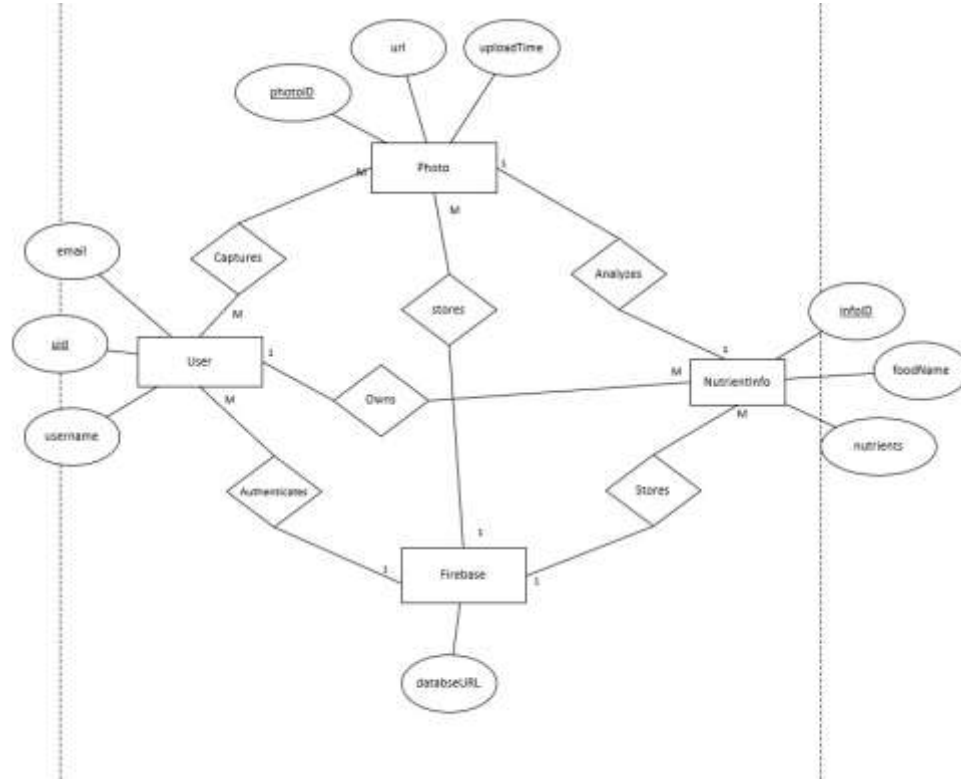 url
uploadTime
photoID
Photo
M
1
M
email
Captures
Analyzes
M
stores
infoID
uid
User
1
1
M
NutrientInfo
foodName
Owns
M
M
username
nutrients
Authenticates
Stores
1
1
Firebase
1
databseURL